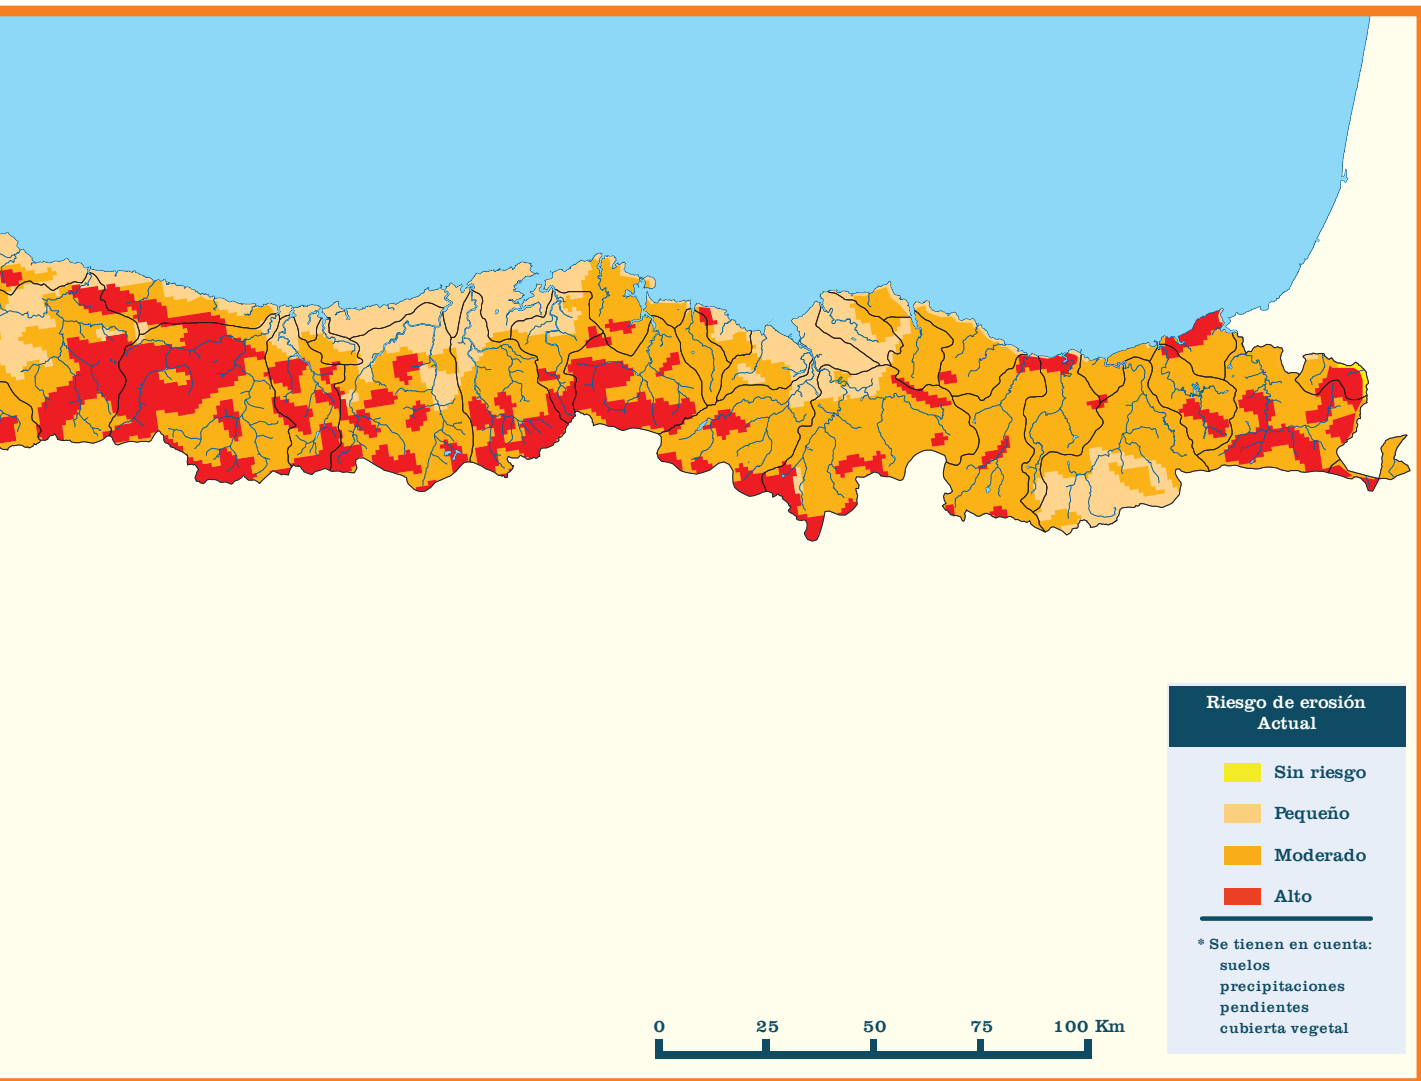 Riesgo de erosión
Actual
Sin riesgo
Pequeño
Moderado
Alto
* Se tienen en cuenta:
suelos
precipitaciones
pendientes
cubierta vegetal
0 25 50 75 100 Km